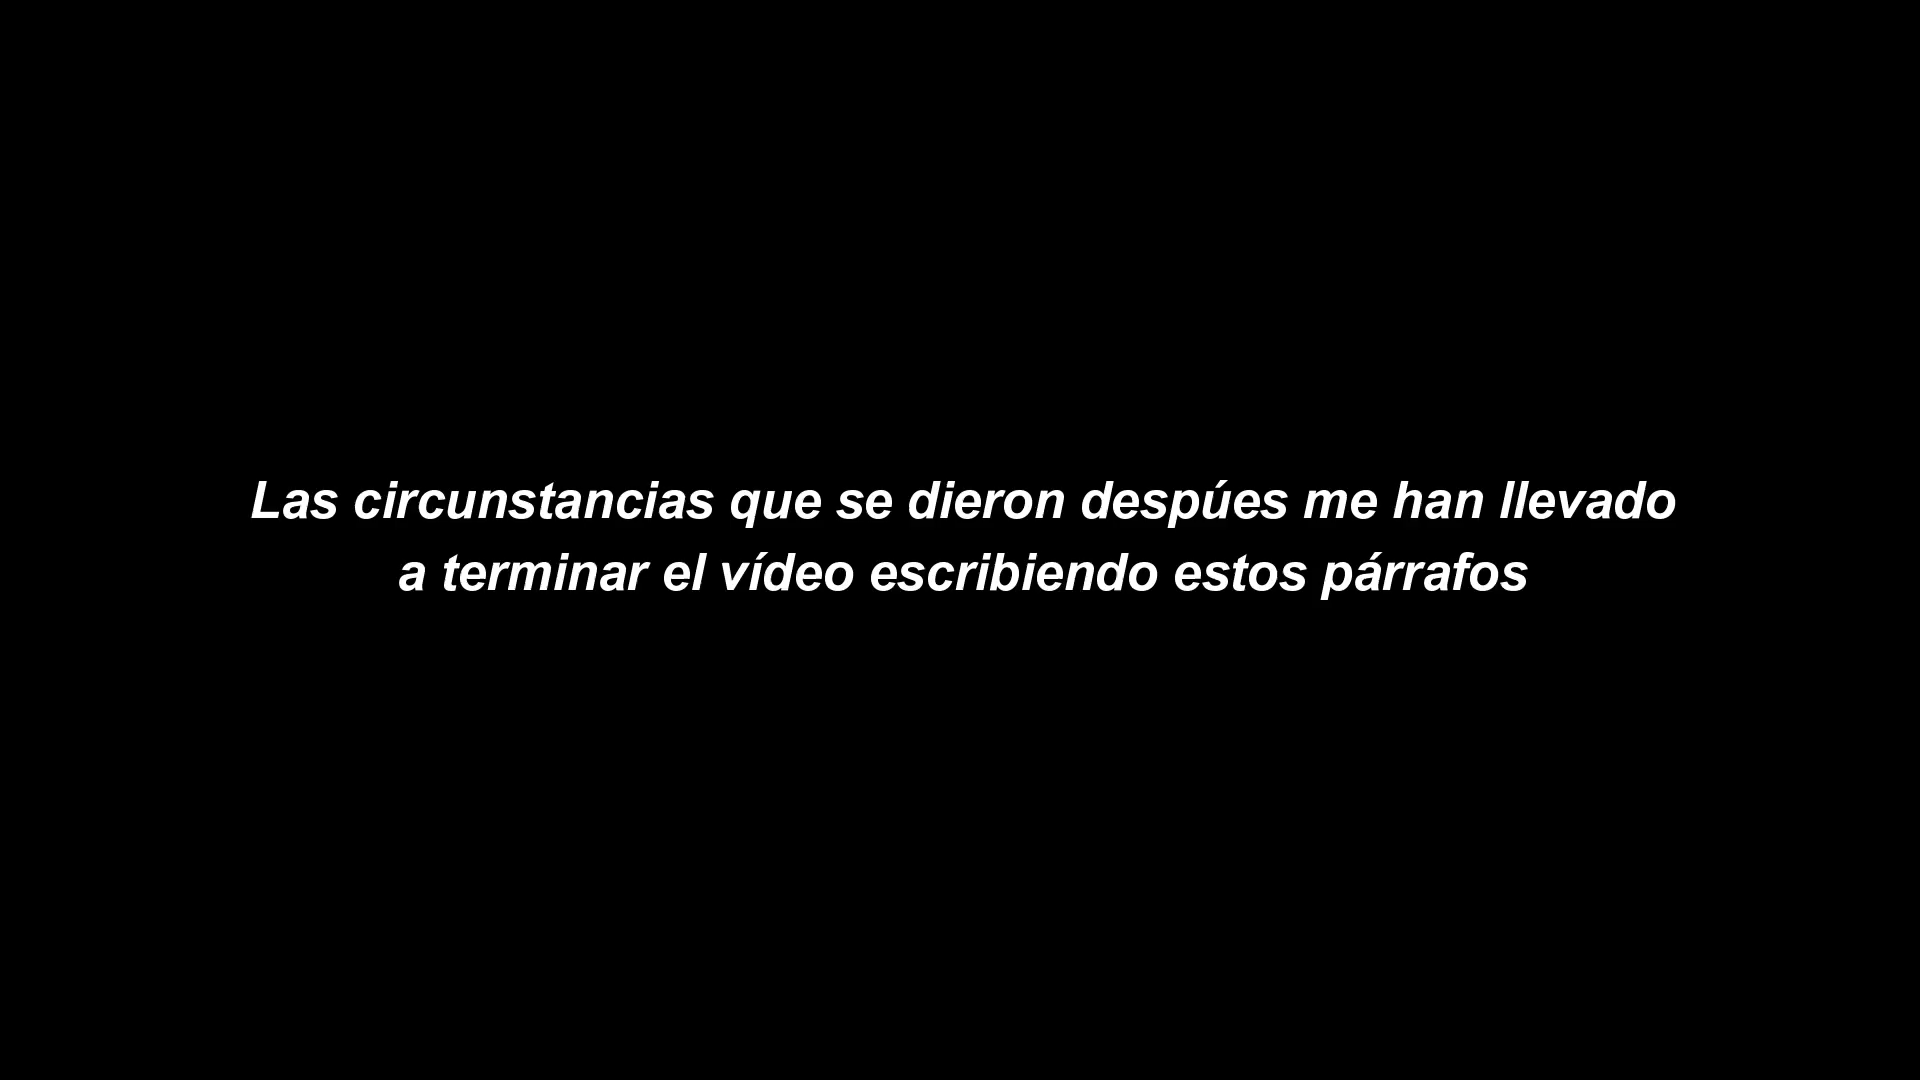 Las circunstancias que se dieron despúes me han llevado
a terminar el vídeo escribiendo estos párrafos